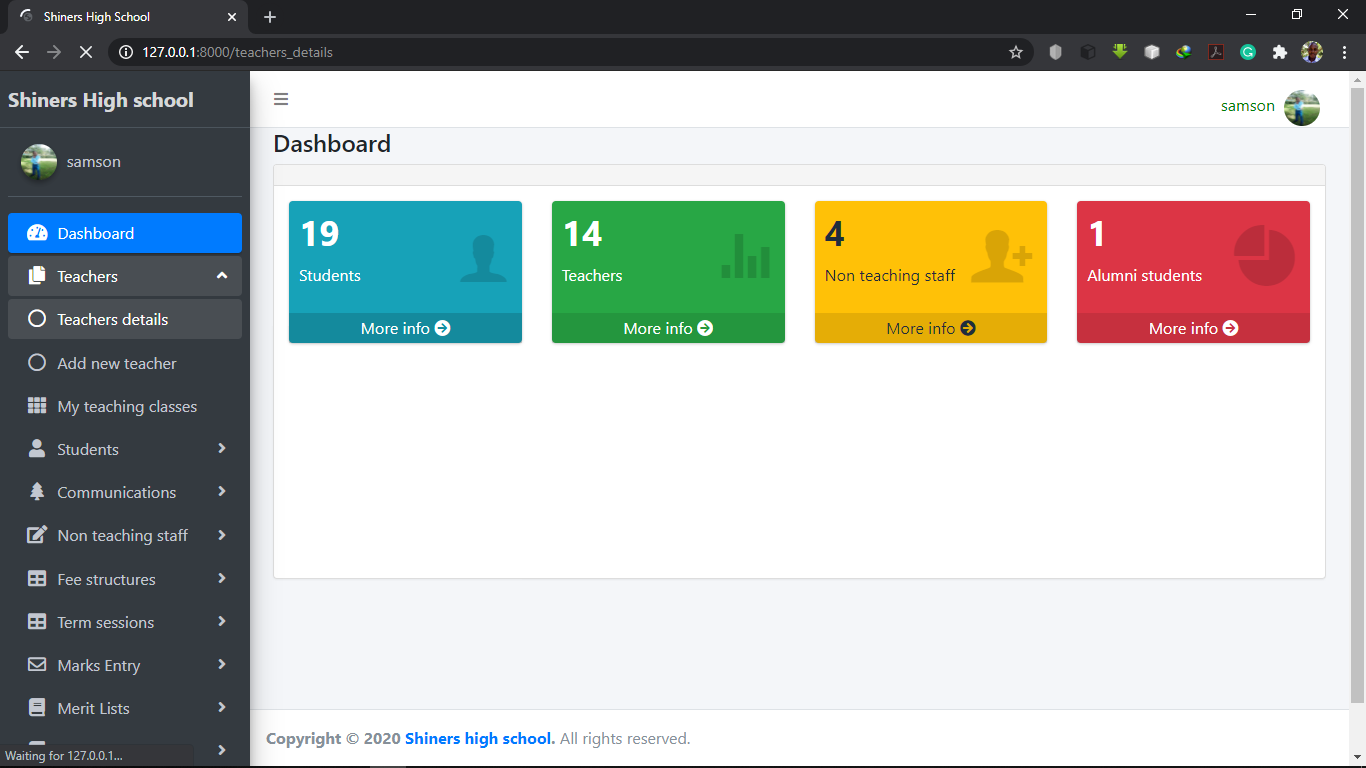 Shiners High School
127.0.0.1:8000/teachers_details
Shiners High school
samson
samson
Dashboard
Teachers
Teachers details
Add new teacher
My teaching classes
Students
Communications
Non teaching staff
Fee structures
Term sessions
Marks Entry
Merit Lists
Waiting for 127.0.0.1...
Dashboard
19
Students
More info
14
Teachers
More info
4
Non teaching staff
More info
1
Alumni students
More info
Copyright © 2020 Shiners high school. All rights reserved.